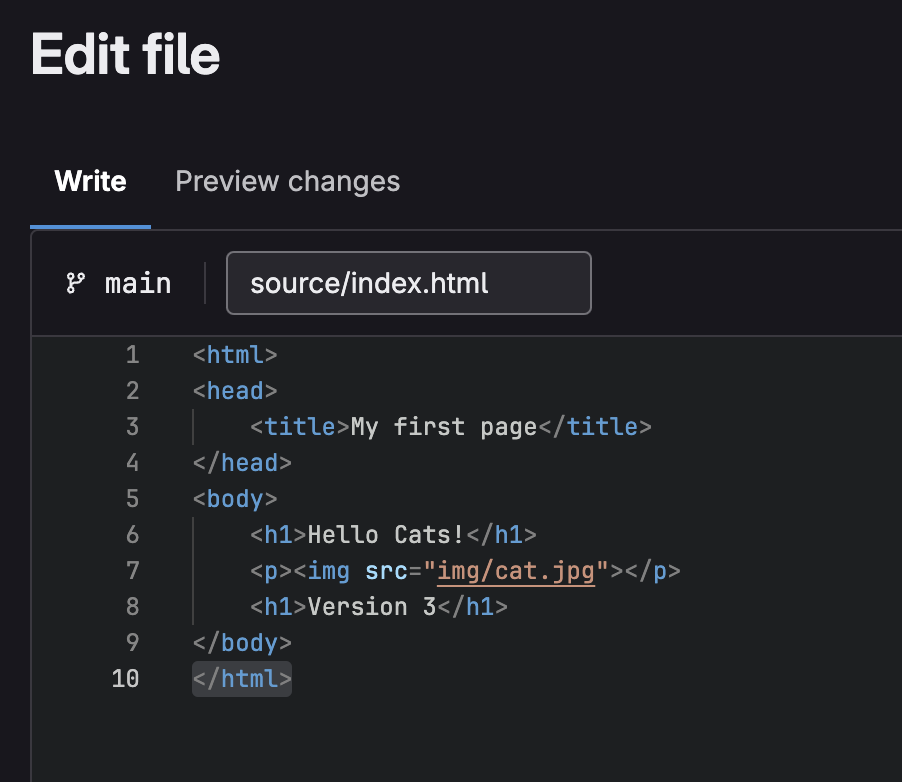 Edit file
Write Preview changes
main source/index.html
1 <html>
2 <head>
3     <title>My first page</title>
4 </head>
5 <body>
6     <h1>Hello Cats!</h1>
7     <p><img src="img/cat.jpg"></p>
8     <h1>Version 3</h1>
9 </body>
10 </html>